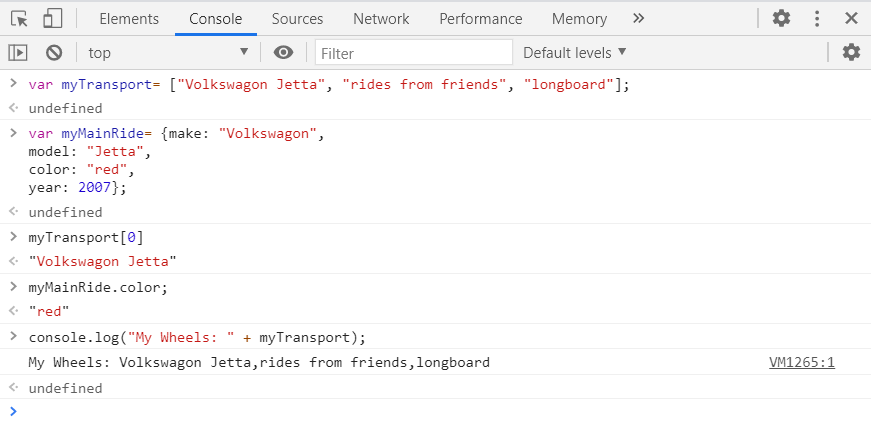 Elements Console Sources Network Performance Memory
top Filter Default levels
var myTransport= ["Volkswagon Jetta", "rides from friends", "longboard"];
undefined
var myMainRide= {make: "Volkswagon",
model: "Jetta",
color: "red",
year: 2007};
undefined
myTransport[0]
"Volkswagon Jetta"
myMainRide.color;
"red"
console.log("My Wheels: " + myTransport);
My Wheels: Volkswagon Jetta,rides from friends,longboard VM1265:1
undefined